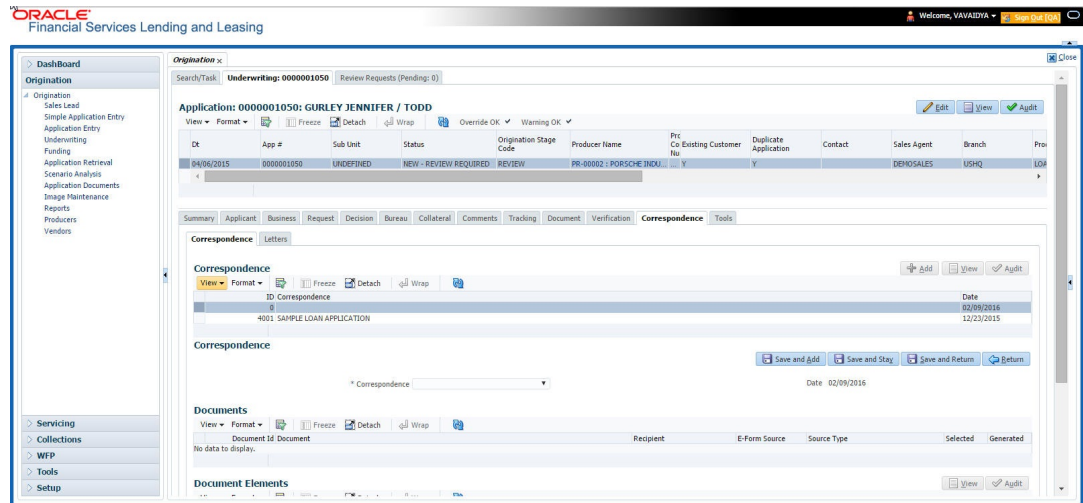 ORACLE
Financial Services Lending and Leasing
Welcome, VAVAIDYA
Sign Out [QA]
Close
DashBoard
Origination
Origination
Sales Lead
Simple Application Entry
Application Entry
Underwriting
Funding
Application Retrieval
Scenario Analysis
Application Documents
Image Maintenance
Reports
Producers
Vendors
Servicing
Collections
WFP
Tools
Setup
Origination x
Search/Task Underwriting: 0000001050 Review Requests (Pending: 0)
Application: 0000001050: GURLEY JENNIFER / TODD
Edit View Audit
View Format Freeze Detach Wrap Override OK Warning OK
Dt App # Sub Unit Status Origination Stage Code Producer Name Pro Co Nu Existing Customer Duplicate Application Contact Sales Agent Branch Pro
04/06/2015 0000001050 UNDEFINED NEW - REVIEW REQUIRED REVIEW PR-00002 : PORSCHE INDU... ... Y Y DEMOSALES USHQ LOA
Summary Applicant Business Request Decision Bureau Collateral Comments Tracking Document Verification Correspondence Tools
Correspondence Letters
Correspondence
Add View Audit
View Format Freeze Detach Wrap
ID Correspondence Date
0 02/09/2016
4001 SAMPLE LOAN APPLICATION 12/23/2015
Correspondence
Save and Add Save and Stay Save and Return Return
* Correspondence Date 02/09/2016
Documents
View Format Freeze Detach Wrap
Document Id Document Recipient E-Form Source Source Type Selected Generated
No data to display.
Document Elements
View Audit